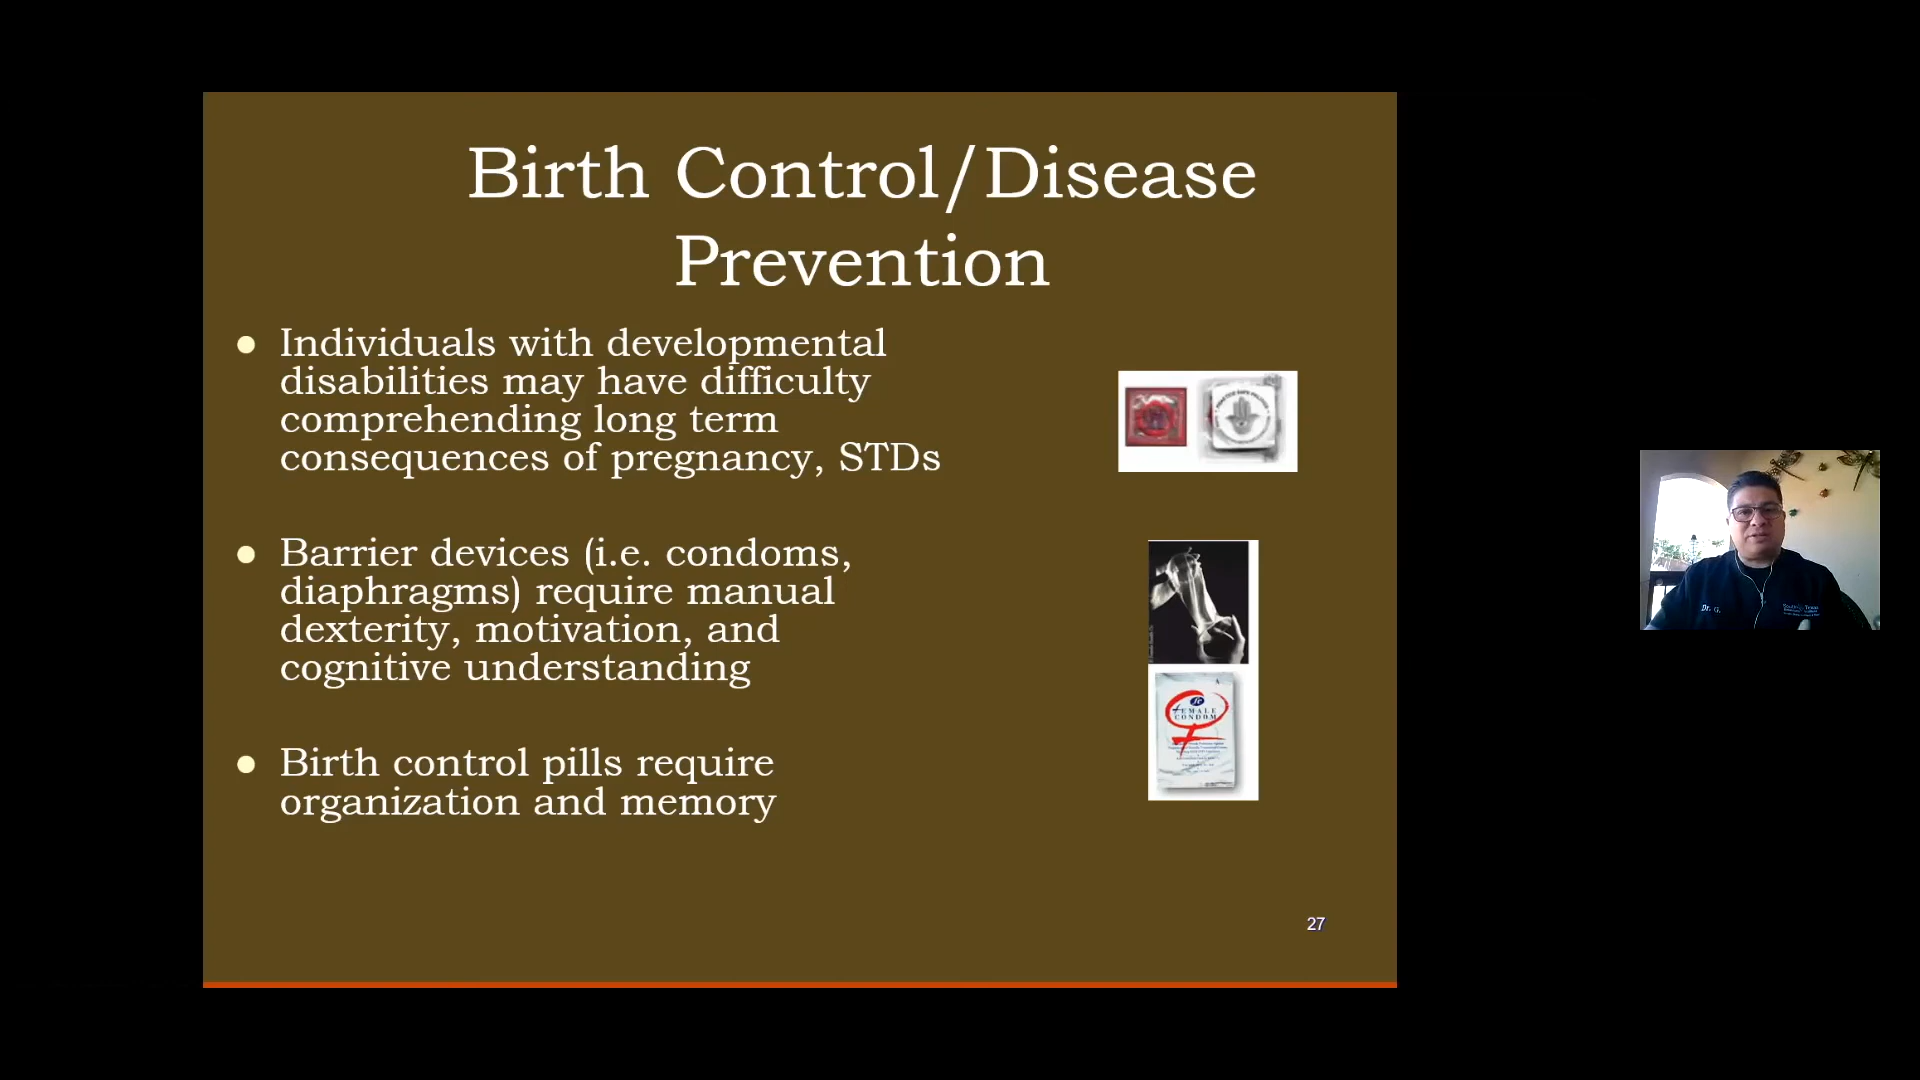 Birth Control/Disease
Prevention
● Individuals with developmental
disabilities may have difficulty
comprehending long term
consequences of pregnancy, STDs
● Barrier devices (i.e. condoms,
diaphragms) require manual
dexterity, motivation, and
cognitive understanding
● Birth control pills require
organization and memory
FEMALE
CONDOM
27
Dr. G.